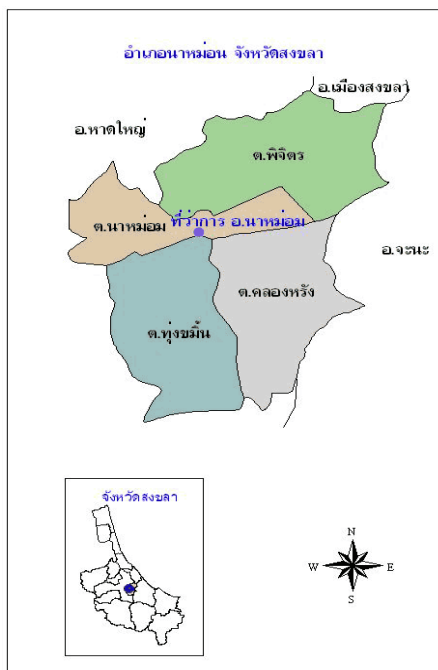 อำเภอนาหม่อม จังหวัดสงขลา
อ.เมืองสงขลา
อ.หาดใหญ่
ต.พิจิตร
ต.นาหม่อม
ที่ว่าการ อ.นาหม่อม
อ.จะนะ
ต.คลองหรัง
ต.ทุ่งขมิ้น
จังหวัดสงขลา
N
W
E
S